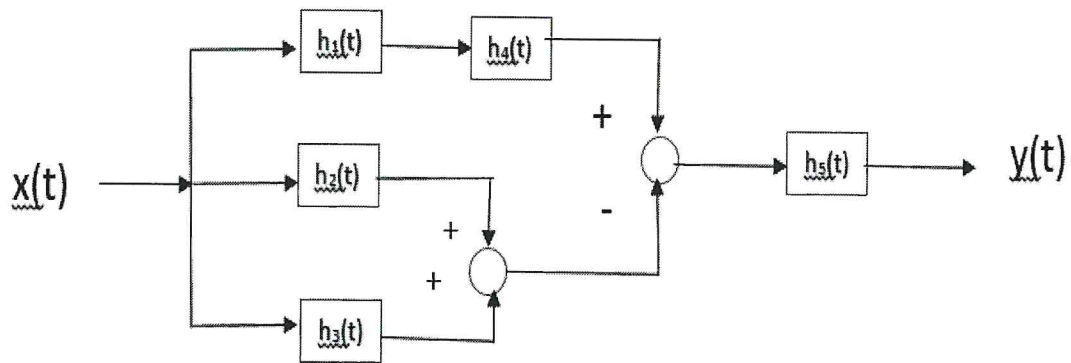 h₁(t)
h₄(t)
+
x(t)
h₂(t)
h₅(t)
y(t)
-
+
+
h₃(t)